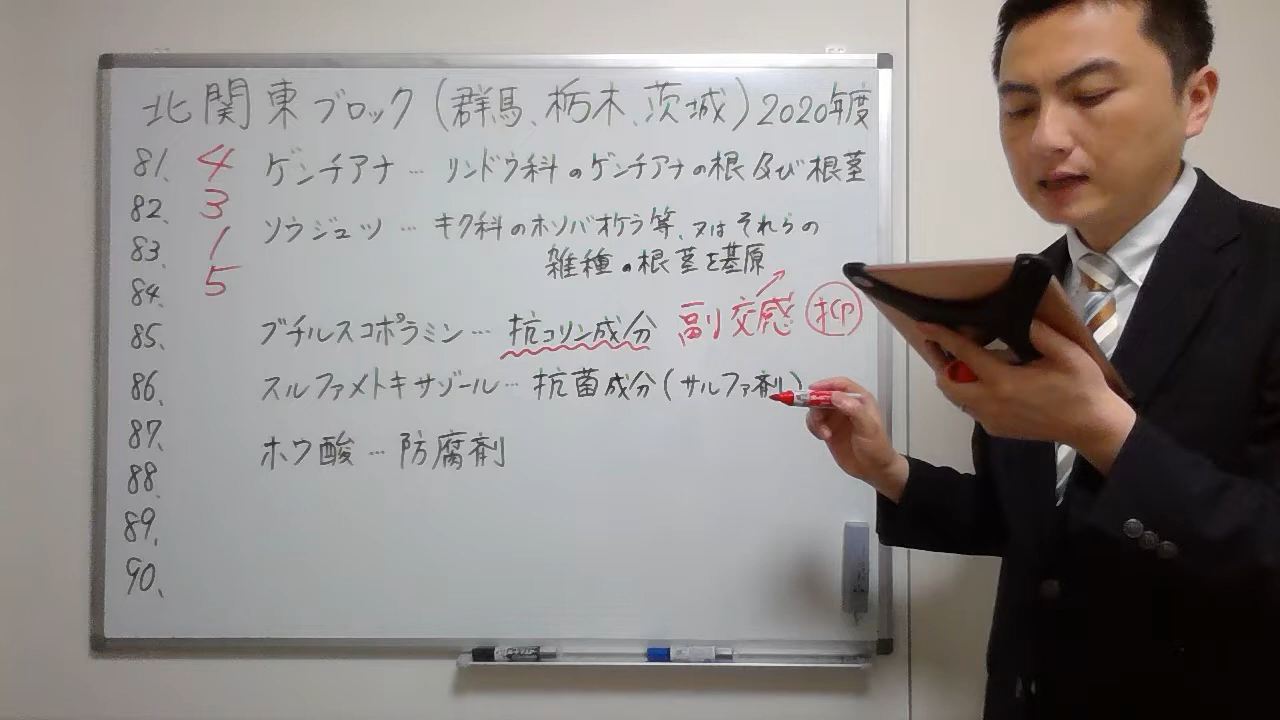 北関東ブロック(群馬、栃木、茨城)2020年度
81、 4 ゲンチアナ… リンドウ科のゲンチアナの根及び根茎
82、 3
83、 1 ソウジュツ… キク科のホソバオケラ等、又はそれらの
雑種の根茎を基原
84、 5
85、 ブチルスコポラミン… 抗コリン成分 副交感 抑
86、 スルファメトキサゾール… 抗菌成分(サルファ剤)
87、 ホウ酸… 防腐剤
88、
89、
90、